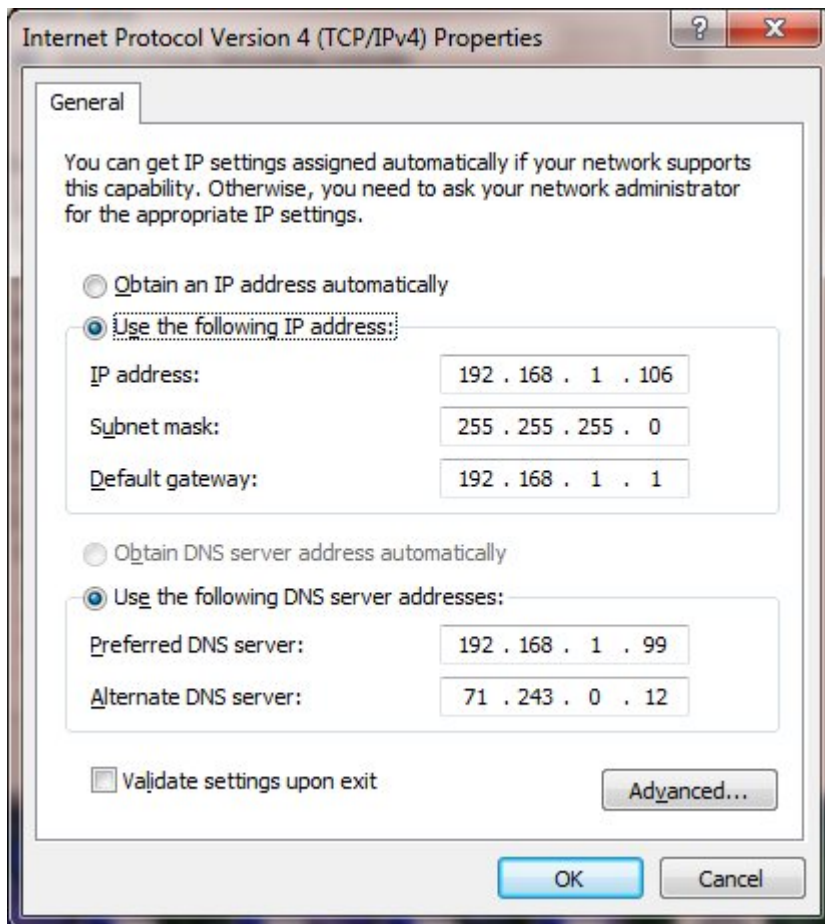 Internet Protocol Version 4 (TCP/IPv4) Properties
?
General
You can get IP settings assigned automatically if your network supports
this capability. Otherwise, you need to ask your network administrator
for the appropriate IP settings.
Obtain an IP address automatically
Use the following IP address:
IP address: 192 . 168 . 1 . 106
Subnet mask: 255 . 255 . 255 . 0
Default gateway: 192 . 168 . 1 . 1
Obtain DNS server address automatically
Use the following DNS server addresses:
Preferred DNS server: 192 . 168 . 1 . 99
Alternate DNS server: 71 . 243 . 0 . 12
Validate settings upon exit
Advanced...
OK Cancel